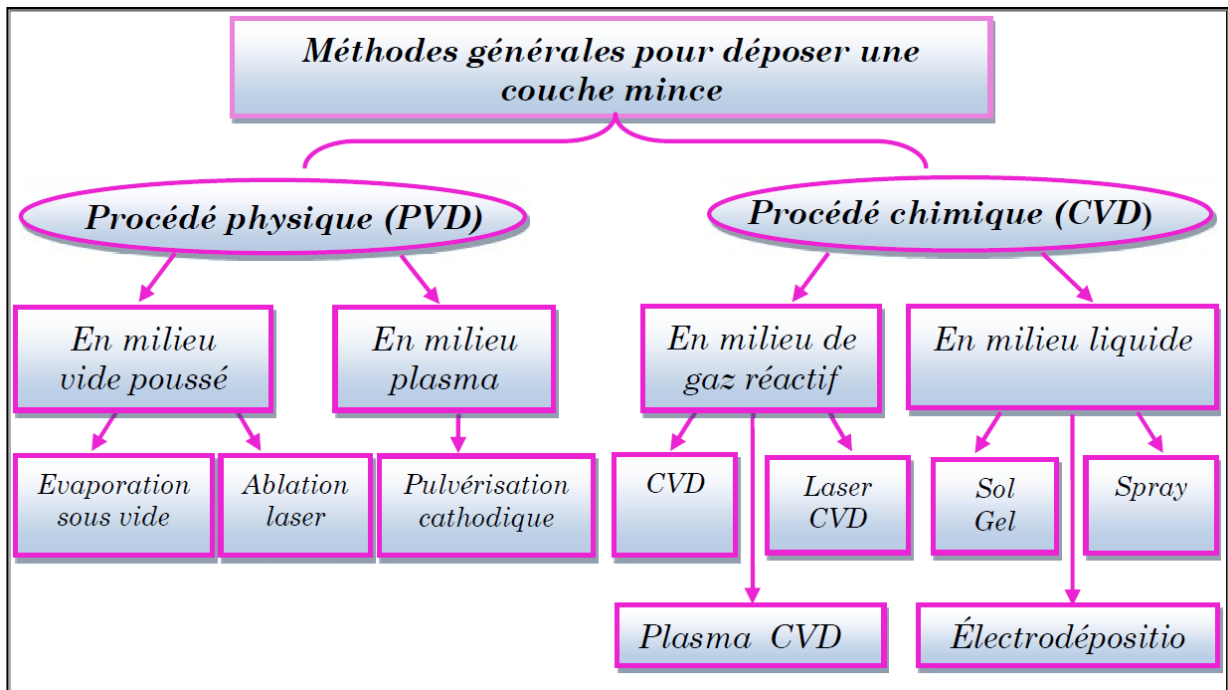 Méthodes générales pour déposer une
couche mince
Procédé physique (PVD)
Procédé chimique (CVD)
En milieu
vide poussé
En milieu
plasma
En milieu de
gaz réactif
En milieu liquide
Evaporation
sous vide
Ablation
laser
Pulvérisation
cathodique
CVD
Laser
CVD
Sol
Gel
Spray
Plasma CVD
Électrodépositio